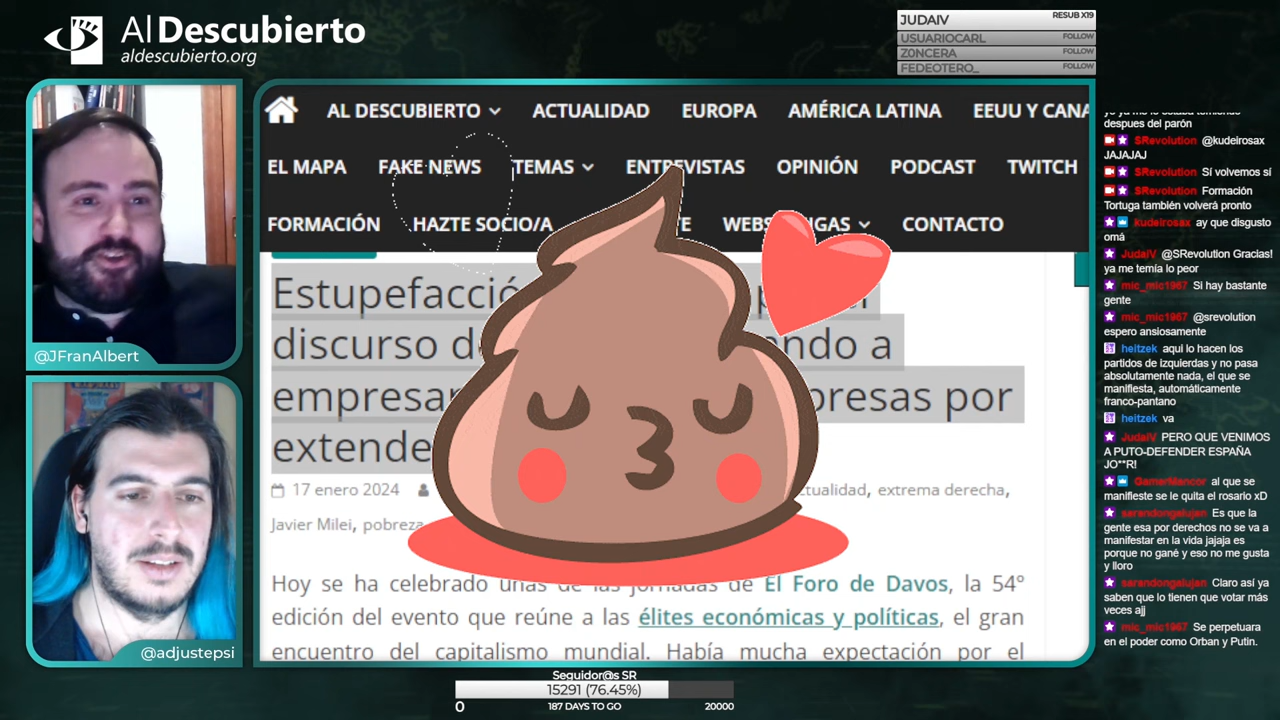 Al Descubierto
aldescubierto.org
JUDAIV RESUB X19
USUARIOCARL FOLLOW
Z0NCERA FOLLOW
FEDEOTERO_ FOLLOW
AL DESCUBIERTO ACTUALIDAD EUROPA AMÉRICA LATINA EEUU Y CANA
EL MAPA FAKE NEWS TEMAS ENTREVISTAS OPINIÓN PODCAST TWITCH
FORMACIÓN HAZTE SOCIO/A CONTACTO
discurso
empresa presas por
17 enero 2024 extrema derecha,
Javier Milei, pobreza
Hoy se ha celebrado unas de las jornadas de El Foro de Davos, la 54º
edición del evento que reúne a las élites económicas y políticas, el gran
encuentro del capitalismo mundial. Había mucha expectación por el
@JFranAlbert
@adjustepsi
despues del parón
SRevolution @kudeirosax
JAJAJAJ
SRevolution Sí volvemos sí
SRevolution Formación
Tortuga también volverá pronto
kudeirosax ay que disgusto
omá
JudaIV @SRevolution Gracias!
ya me temía lo peor
mic_mic1967 Si hay bastante
gente
mic_mic1967 @srevolution
espero ansiosamente
heitzek aqui lo hacen los
partidos de izquierdas y no pasa
absolutamente nada, el que se
manifiesta, automáticamente
franco-pantano
heitzek va
JudaIV PERO QUE VENIMOS
A PUTO-DEFENDER ESPAÑA
JO**R!
GamerMancor al que se
manifieste se le quita el rosario xD
sarandongalujan Es que la
gente esa por derechos no se va a
manifestar en la vida jajaja es
porque no gané y eso no me gusta
y lloro
sarandongalujan Claro así ya
saben que lo tienen que votar más
veces ajj
mic_mic1967 Se perpetuara
en el poder como Orban y Putin.
Seguidor@s SR
15291 (76.45%)
0 187 DAYS TO GO 20000